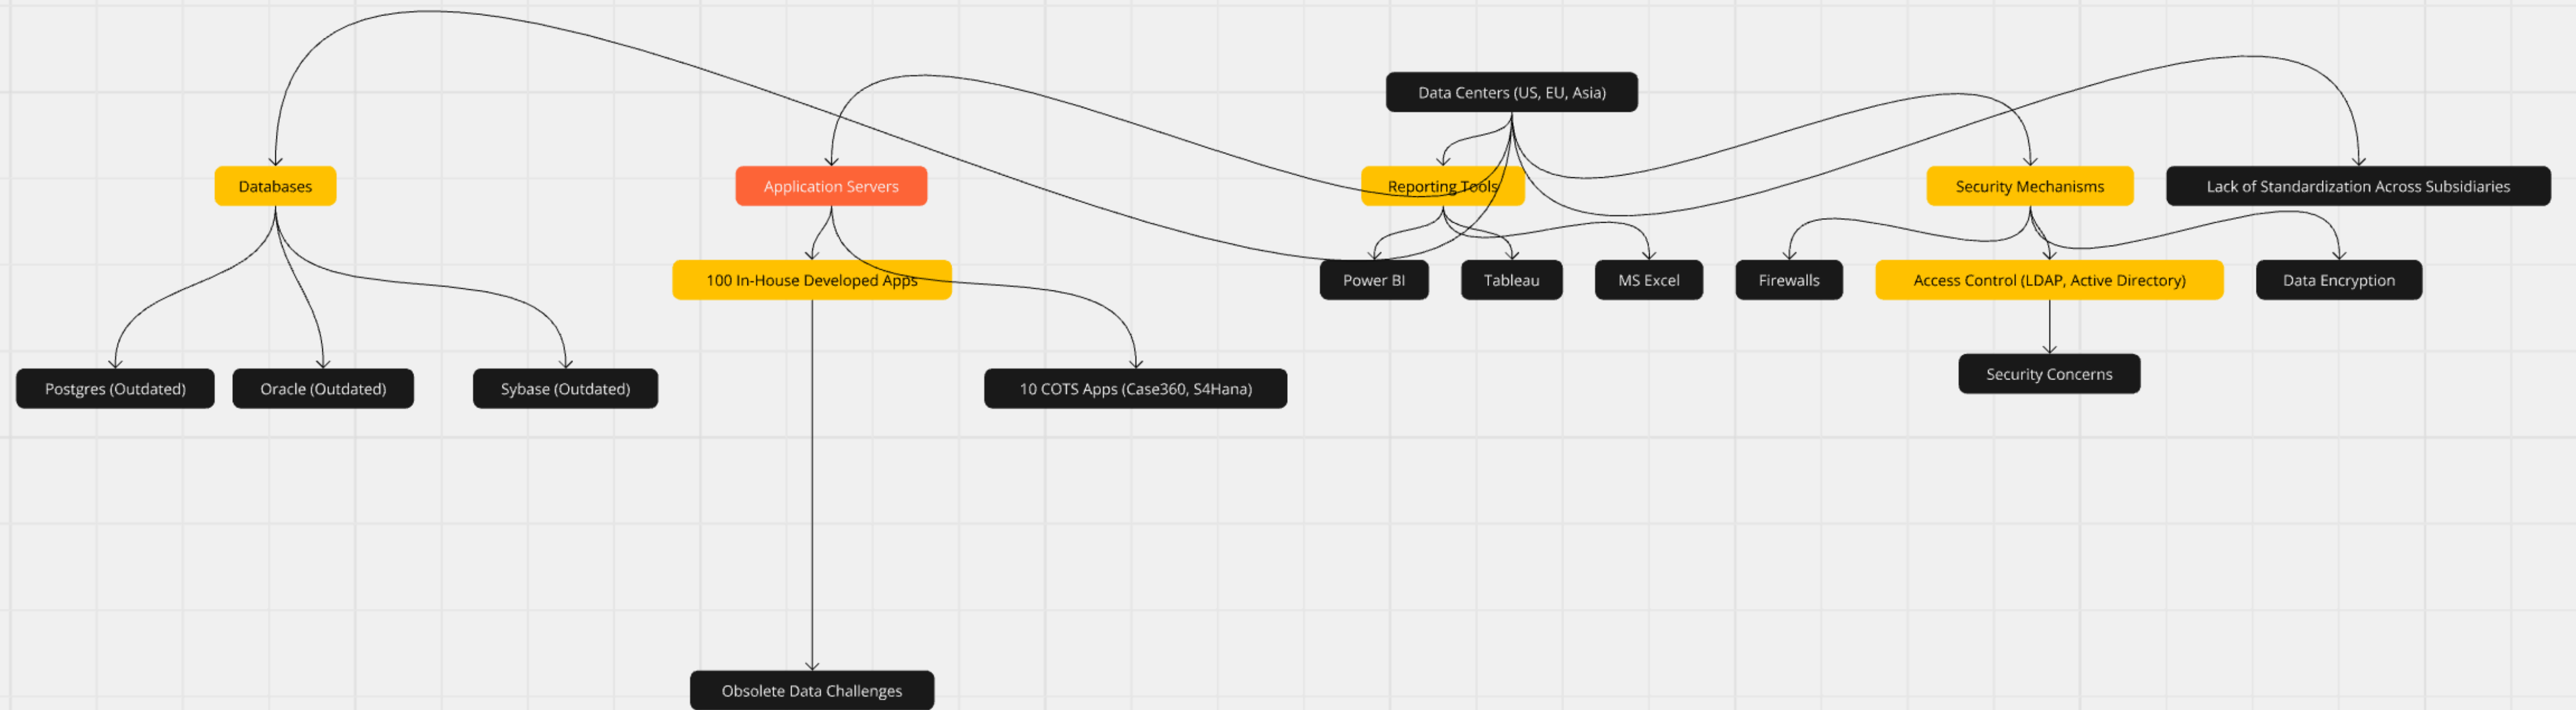 Data Centers (US, EU, Asia)
Databases
Application Servers
Reporting Tools
Security Mechanisms
Lack of Standardization Across Subsidiaries
100 In-House Developed Apps
Power BI
Tableau
MS Excel
Firewalls
Access Control (LDAP, Active Directory)
Data Encryption
Postgres (Outdated)
Oracle (Outdated)
Sybase (Outdated)
10 COTS Apps (Case360, S4Hana)
Security Concerns
Obsolete Data Challenges